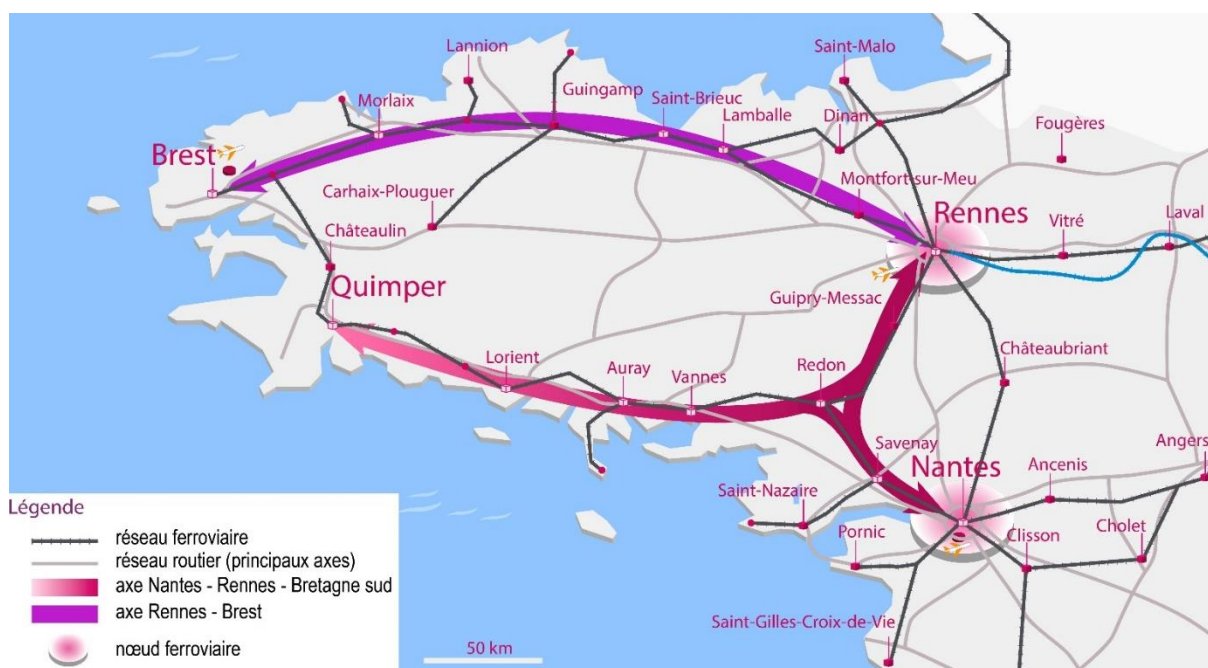 Lannion
Saint-Malo
Morlaix
Guingamp
Saint-Brieuc
Lamballe
Dinan
Fougères
Brest
Carhaix-Plouguer
Montfort-sur-Meu
Rennes
Vitré
Laval
Châteaulin
Quimper
Guipry-Messac
Lorient
Auray
Vannes
Redon
Châteaubriant
Savenay
Nantes
Ancenis
Angers
Saint-Nazaire
Pornic
Clisson
Cholet
Saint-Gilles-Croix-de-Vie
Légende
réseau ferroviaire
réseau routier (principaux axes)
axe Nantes - Rennes - Bretagne sud
axe Rennes - Brest
nœud ferroviaire
50 km